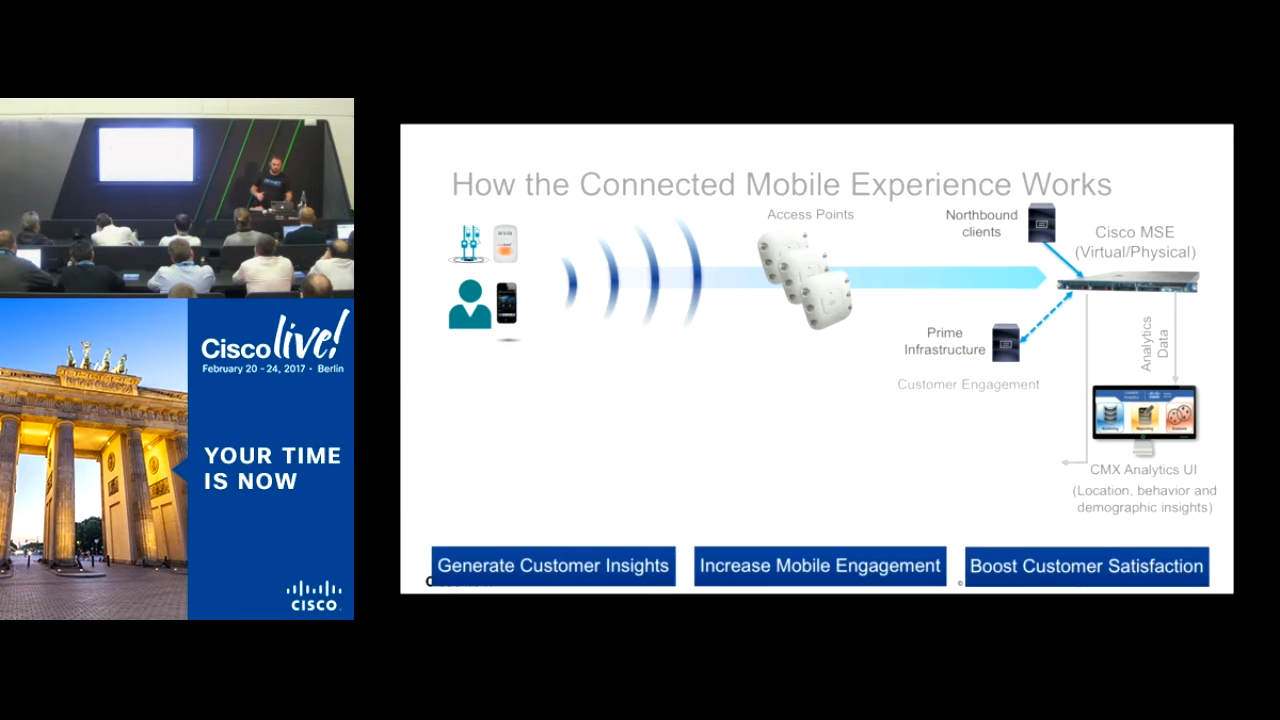 Cisco live!
February 20 - 24, 2017 • Berlin
YOUR TIME
IS NOW
CISCO
How the Connected Mobile Experience Works
Access Points
Northbound
clients
Cisco MSE
(Virtual/Physical)
Prime
Infrastructure
Customer Engagement
Analytics
Data
CMX Analytics UI
(Location, behavior and
demographic insights)
Generate Customer Insights
Increase Mobile Engagement
Boost Customer Satisfaction
©